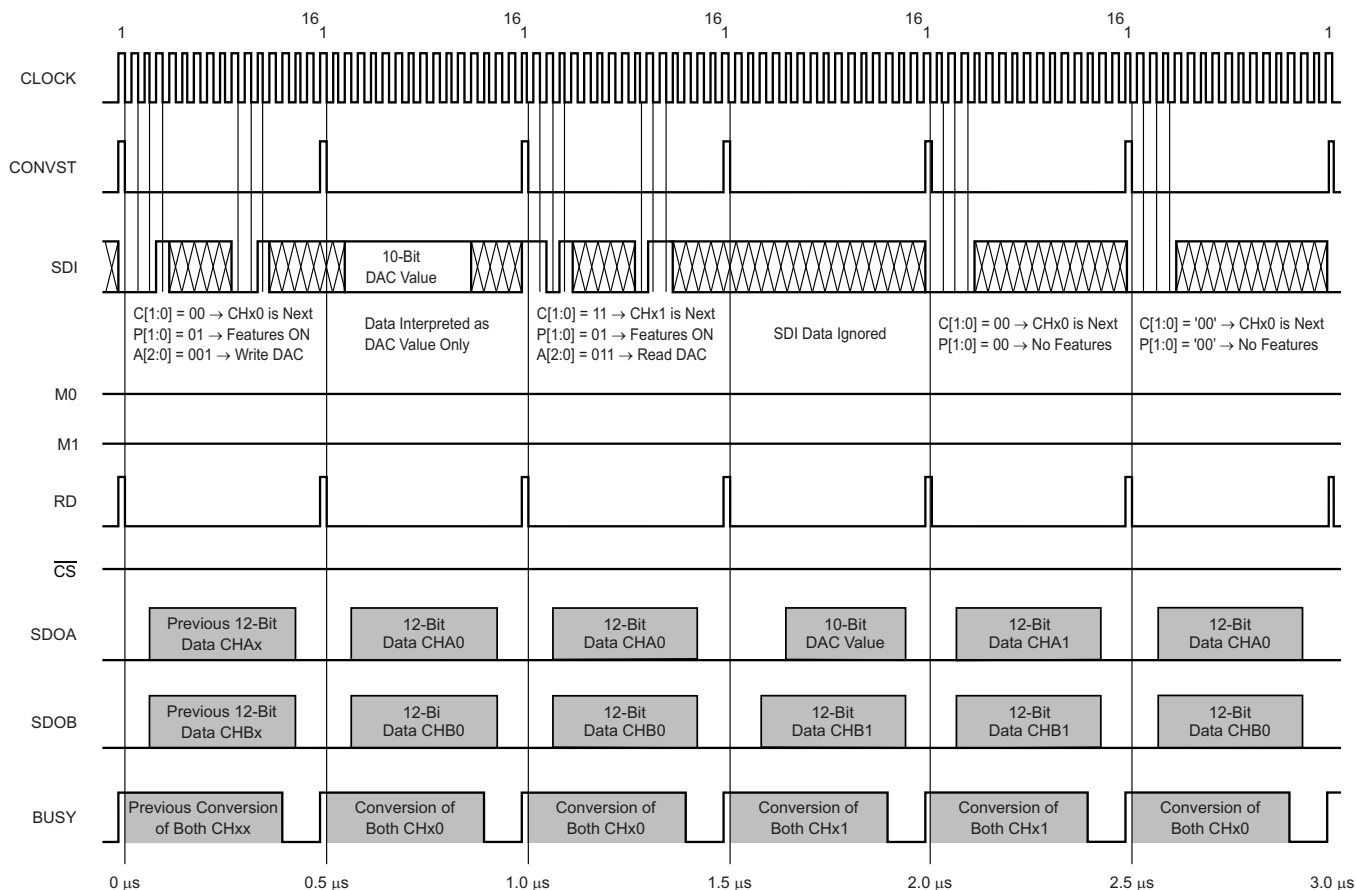 1 16 1 16 1 16 1 16 1 16 1 1
CLOCK
CONVST
SDI
10-Bit
DAC Value
C[1:0] = 00 → CHx0 is Next
P[1:0] = 01 → Features ON
A[2:0] = 001 → Write DAC
Data Interpreted as
DAC Value Only
C[1:0] = 11 → CHx1 is Next
P[1:0] = 01 → Features ON
A[2:0] = 011 → Read DAC
SDI Data Ignored
C[1:0] = 00 → CHx0 is Next
P[1:0] = 00 → No Features
C[1:0] = '00' → CHx0 is Next
P[1:0] = '00' → No Features
M0
M1
RD
CS
SDOA
Previous 12-Bit
Data CHAx
12-Bit
Data CHA0
12-Bit
Data CHA0
10-Bit
DAC Value
12-Bit
Data CHA1
12-Bit
Data CHA0
SDOB
Previous 12-Bit
Data CHBx
12-Bi
Data CHB0
12-Bit
Data CHB0
12-Bit
Data CHB1
12-Bit
Data CHB1
12-Bit
Data CHB0
BUSY
Previous Conversion
of Both CHxx
Conversion of
Both CHx0
Conversion of
Both CHx0
Conversion of
Both CHx1
Conversion of
Both CHx1
Conversion of
Both CHx0
0 µs 0.5 µs 1.0 µs 1.5 µs 2.0 µs 2.5 µs 3.0 µs